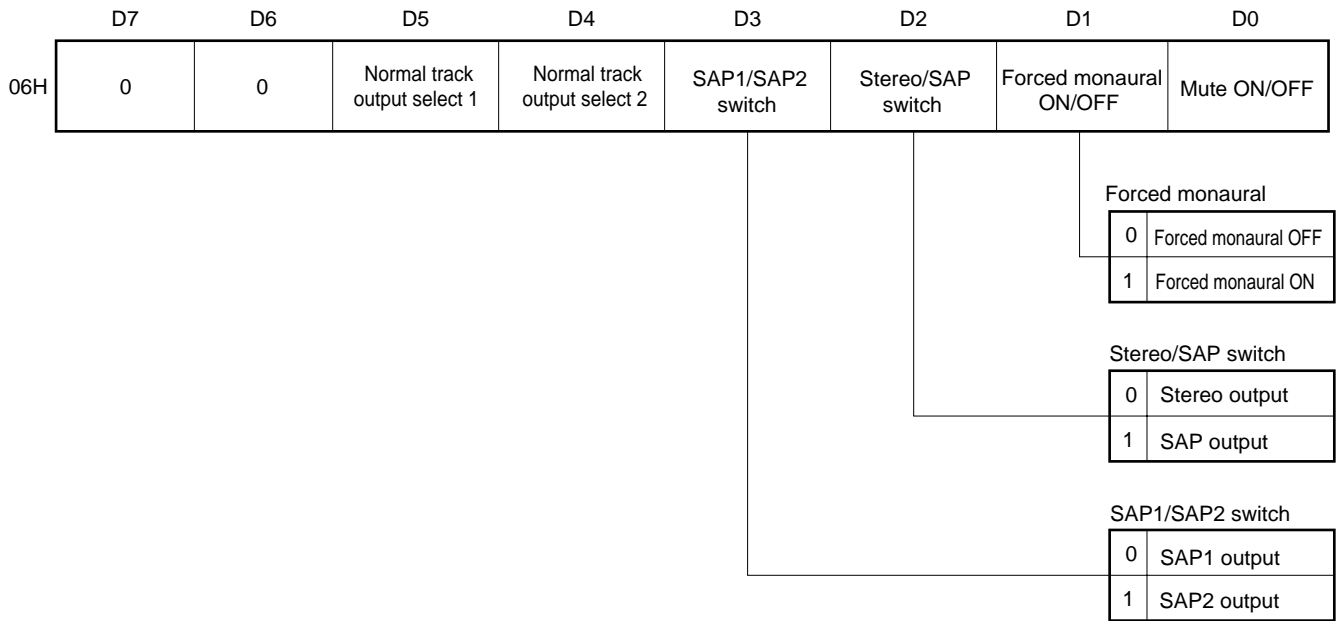 D7 D6 D5 D4 D3 D2 D1 D0
06H
0
0
Normal track
output select 1
Normal track
output select 2
SAP1/SAP2
switch
Stereo/SAP
switch
Forced monaural
ON/OFF
Mute ON/OFF
Forced monaural
0 Forced monaural OFF
1 Forced monaural ON
Stereo/SAP switch
0 Stereo output
1 SAP output
SAP1/SAP2 switch
0 SAP1 output
1 SAP2 output